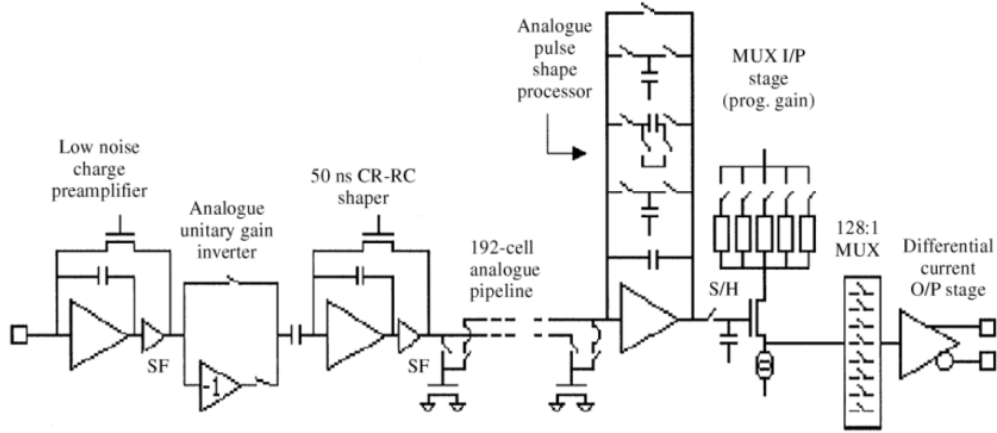 Analogue
pulse
shape
processor
MUX I/P
stage
(prog. gain)
Low noise
charge
preamplifier
50 ns CR-RC
shaper
Analogue
unitary gain
inverter
192-cell
analogue
pipeline
128:1
MUX
Differential
current
O/P stage
S/H
SF
-1
SF